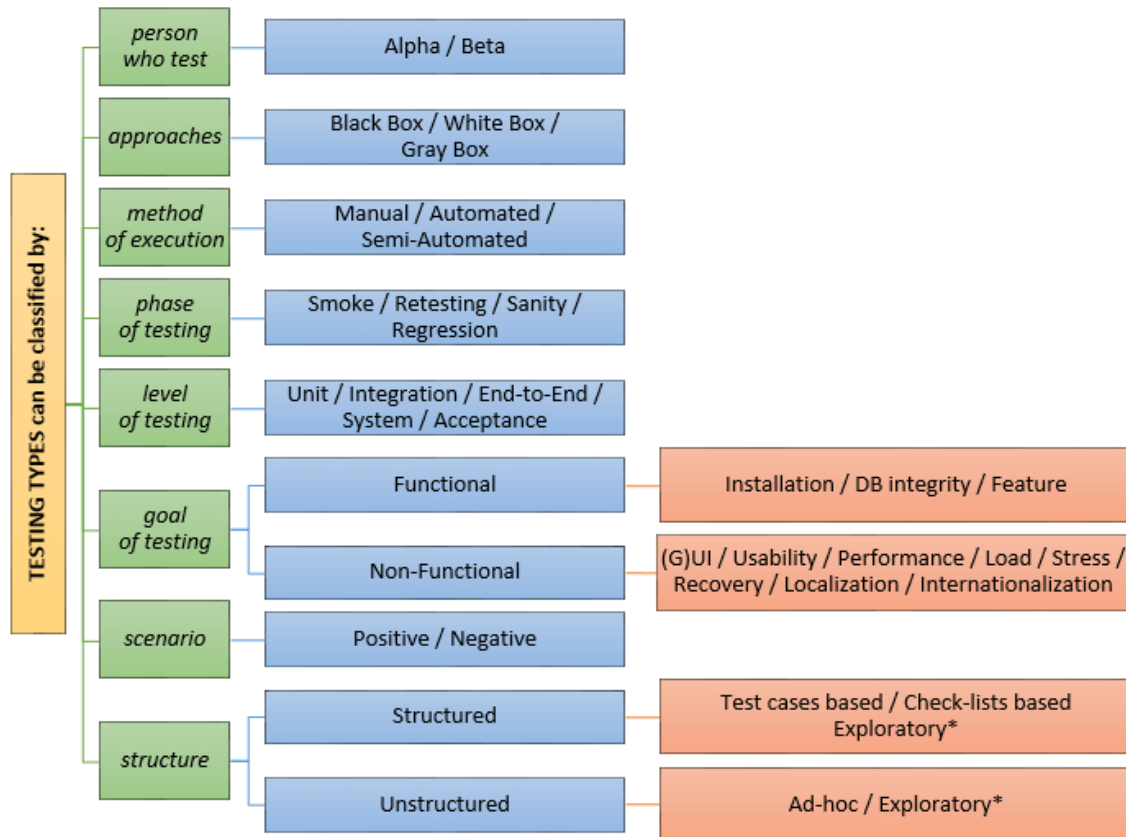 TESTING TYPES can be classified by:
person
who test
Alpha / Beta
approaches
Black Box / White Box /
Gray Box
method
of execution
Manual / Automated /
Semi-Automated
phase
of testing
Smoke / Retesting / Sanity /
Regression
level
of testing
Unit / Integration / End-to-End /
System / Acceptance
goal
of testing
Functional
Installation / DB integrity / Feature
Non-Functional
(G)UI / Usability / Performance / Load / Stress /
Recovery / Localization / Internationalization
scenario
Positive / Negative
structure
Structured
Test cases based / Check-lists based
Exploratory*
Unstructured
Ad-hoc / Exploratory*